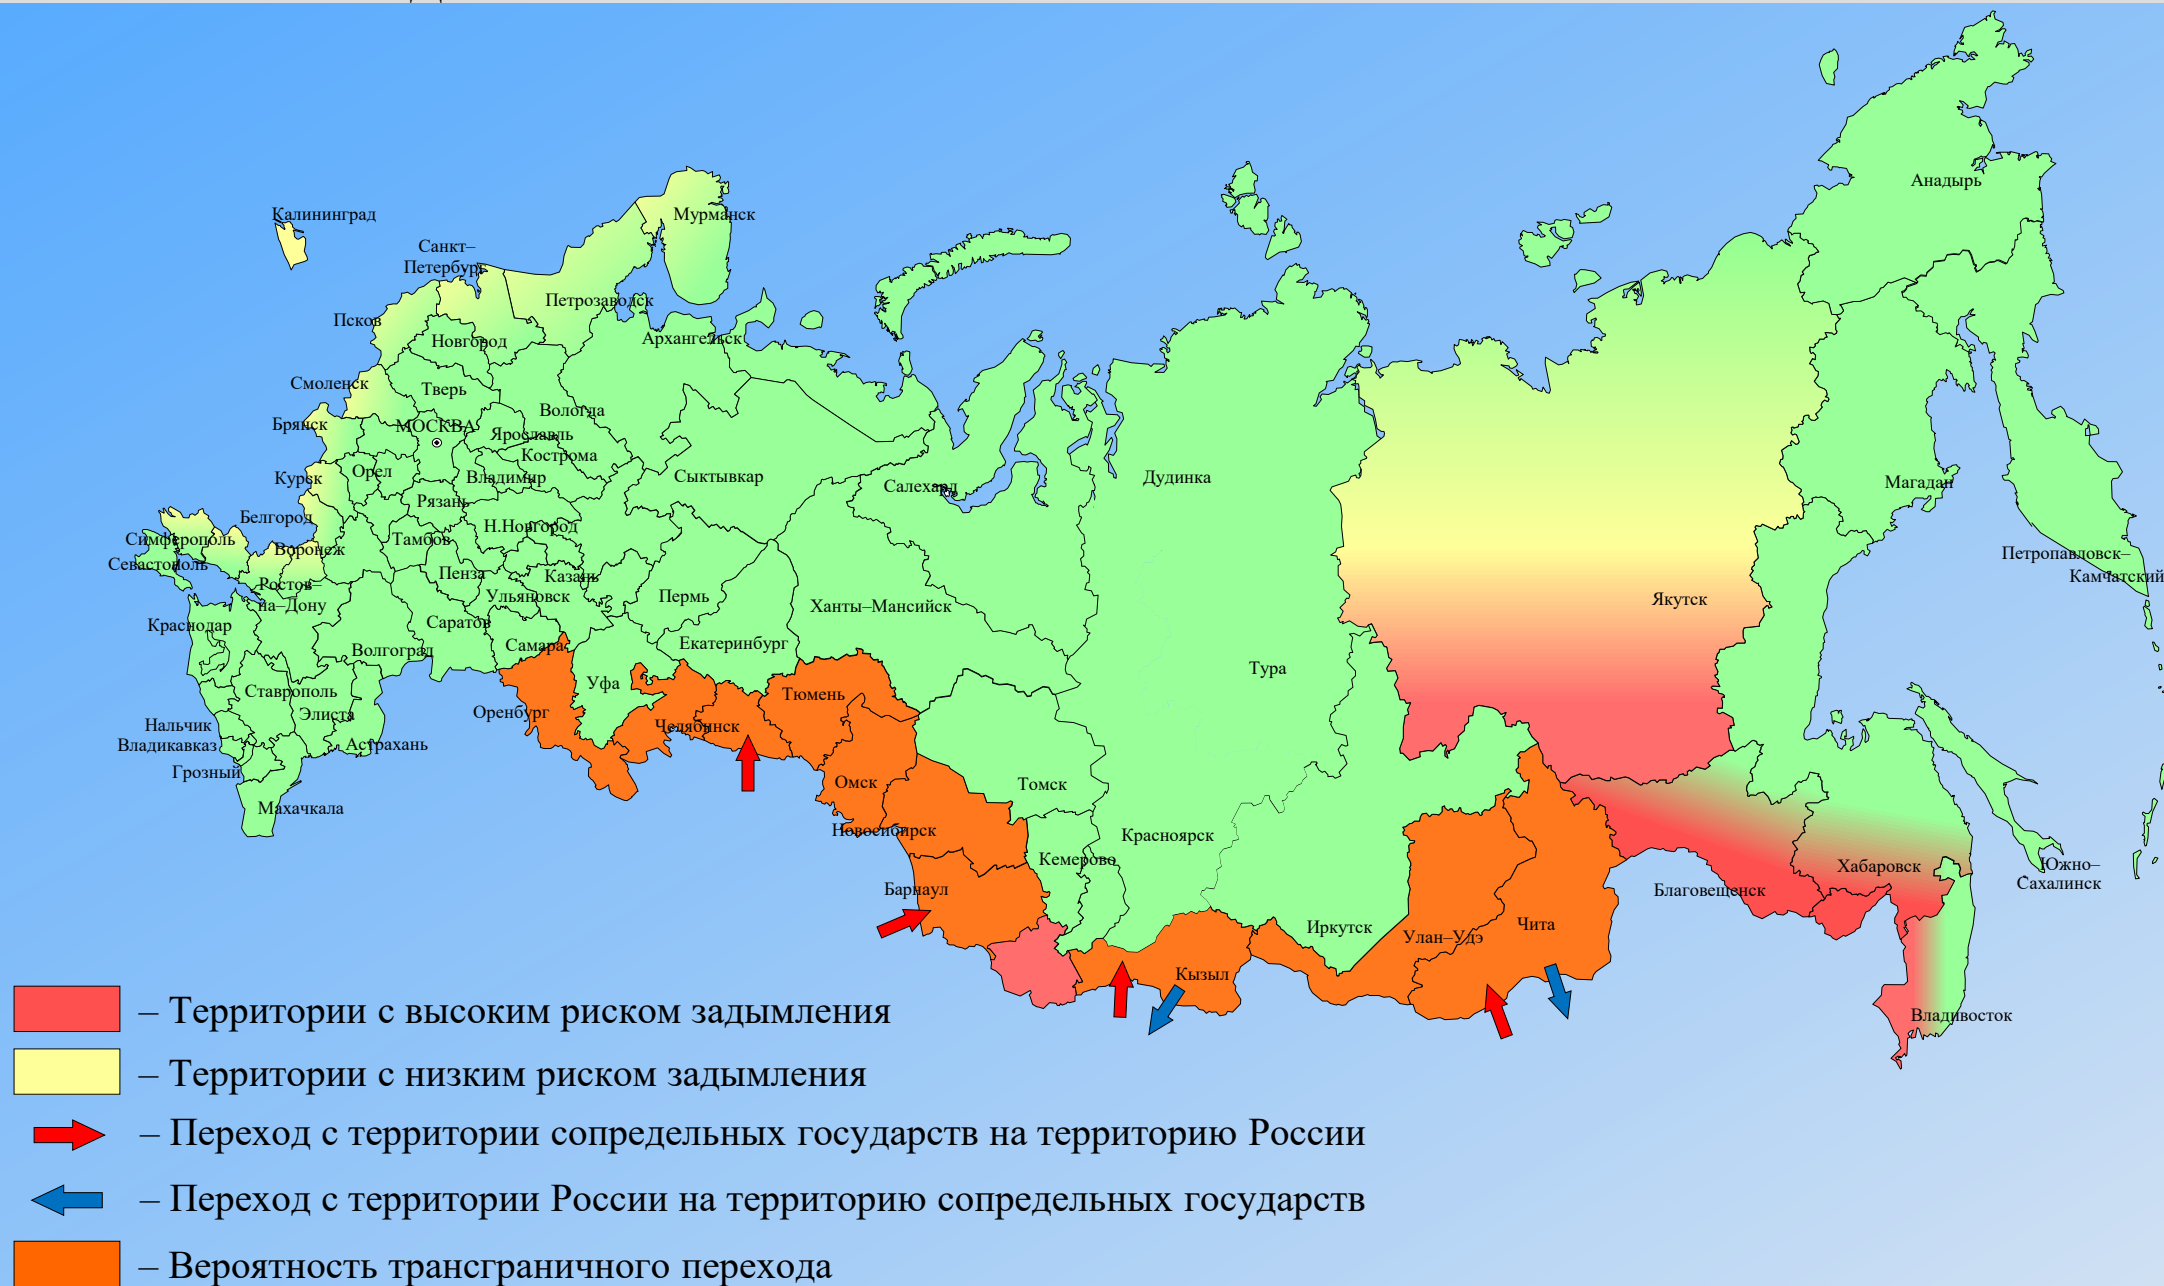 Анадырь
Калининград
Мурманск
Санкт–
Петербург
Петрозаводск
Псков
Архангельск
Новгород
Смоленск
Тверь
Вологда
Брянск
МОСКВА
Ярославль
Кострома
Курск
Орел
Владимир
Сыктывкар
Салехард
Дудинка
Магадан
Рязань
Белгород
Н.Новгород
Симферополь
Воронеж
Тамбов
Севастополь
Петропавловск–
Камчатский
Ростов–
на–Дону
Пенза
Казань
Ульяновск
Пермь
Ханты–Мансийск
Якутск
Краснодар
Саратов
Самара
Екатеринбург
Волгоград
Тура
Уфа
Ставрополь
Тюмень
Элиста
Оренбург
Нальчик
Челябинск
Владикавказ
Астрахань
Грозный
Омск
Томск
Махачкала
Новосибирск
Красноярск
Кемерово
Хабаровск
Южно–
Сахалинск
Барнаул
Благовещенск
Иркутск
Улан–Удэ
Чита
Кызыл
Владивосток
– Территории с высоким риском задымления
– Территории с низким риском задымления
– Переход с территории сопредельных государств на территорию России
– Переход с территории России на территорию сопредельных государств
– Вероятность трансграничного перехода